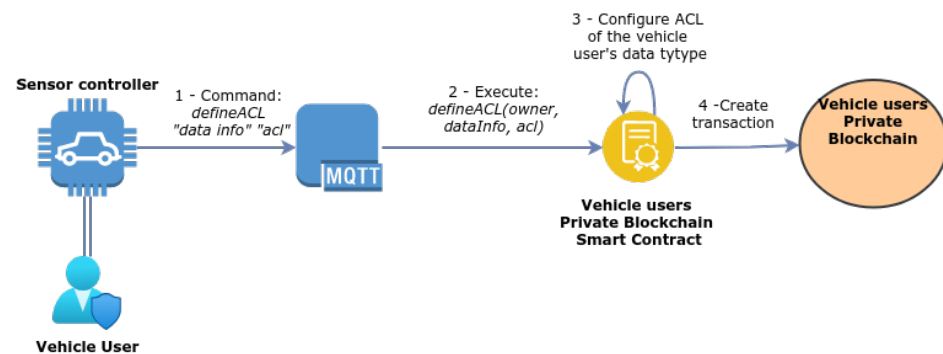 Sensor controller
1 - Command:
defineACL
"data info" "acl"
MQTT
2 - Execute:
defineACL(owner,
dataInfo, acl)
3 - Configure ACL
of the vehicle
user's data tytype
Vehicle users
Private Blockchain
Smart Contract
4 -Create
transaction
Vehicle users
Private
Blockchain
Vehicle User